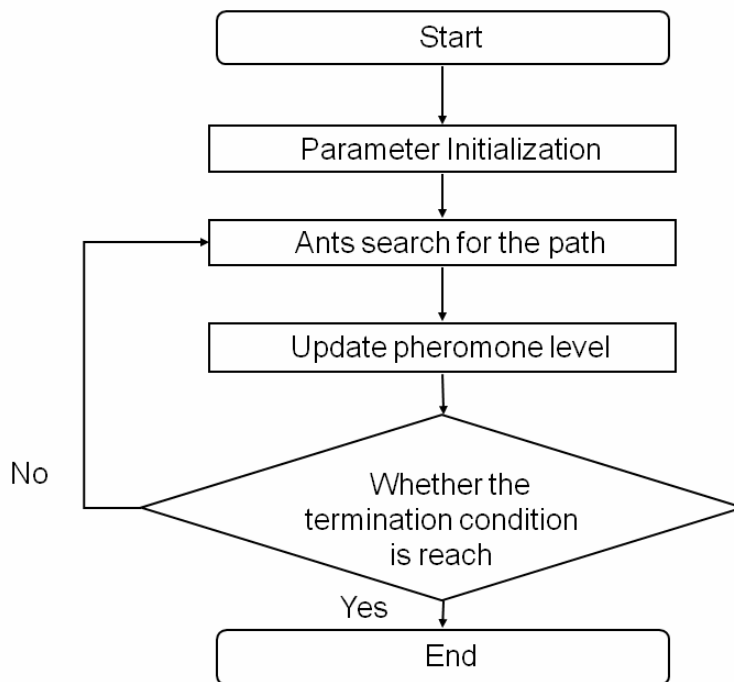 Start
Parameter Initialization
Ants search for the path
Update pheromone level
No
Whether the
termination condition
is reach
Yes
End